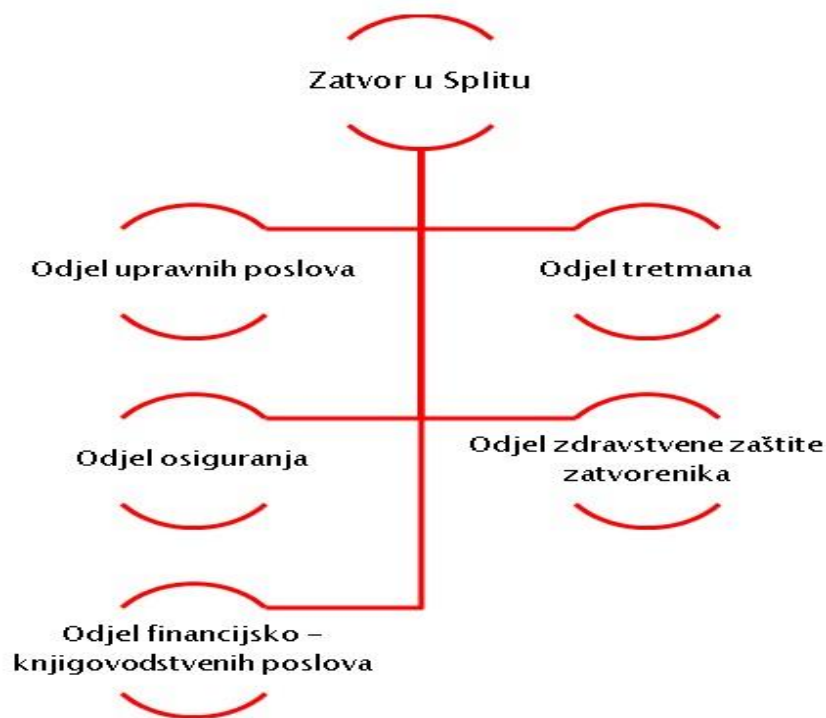 Zatvor u Splitu
Odjel upravnih poslova
Odjel tretmana
Odjel osiguranja
Odjel zdravstvene zaštite
zatvorenika
Odjel financijsko –
knjigovodstvenih poslova